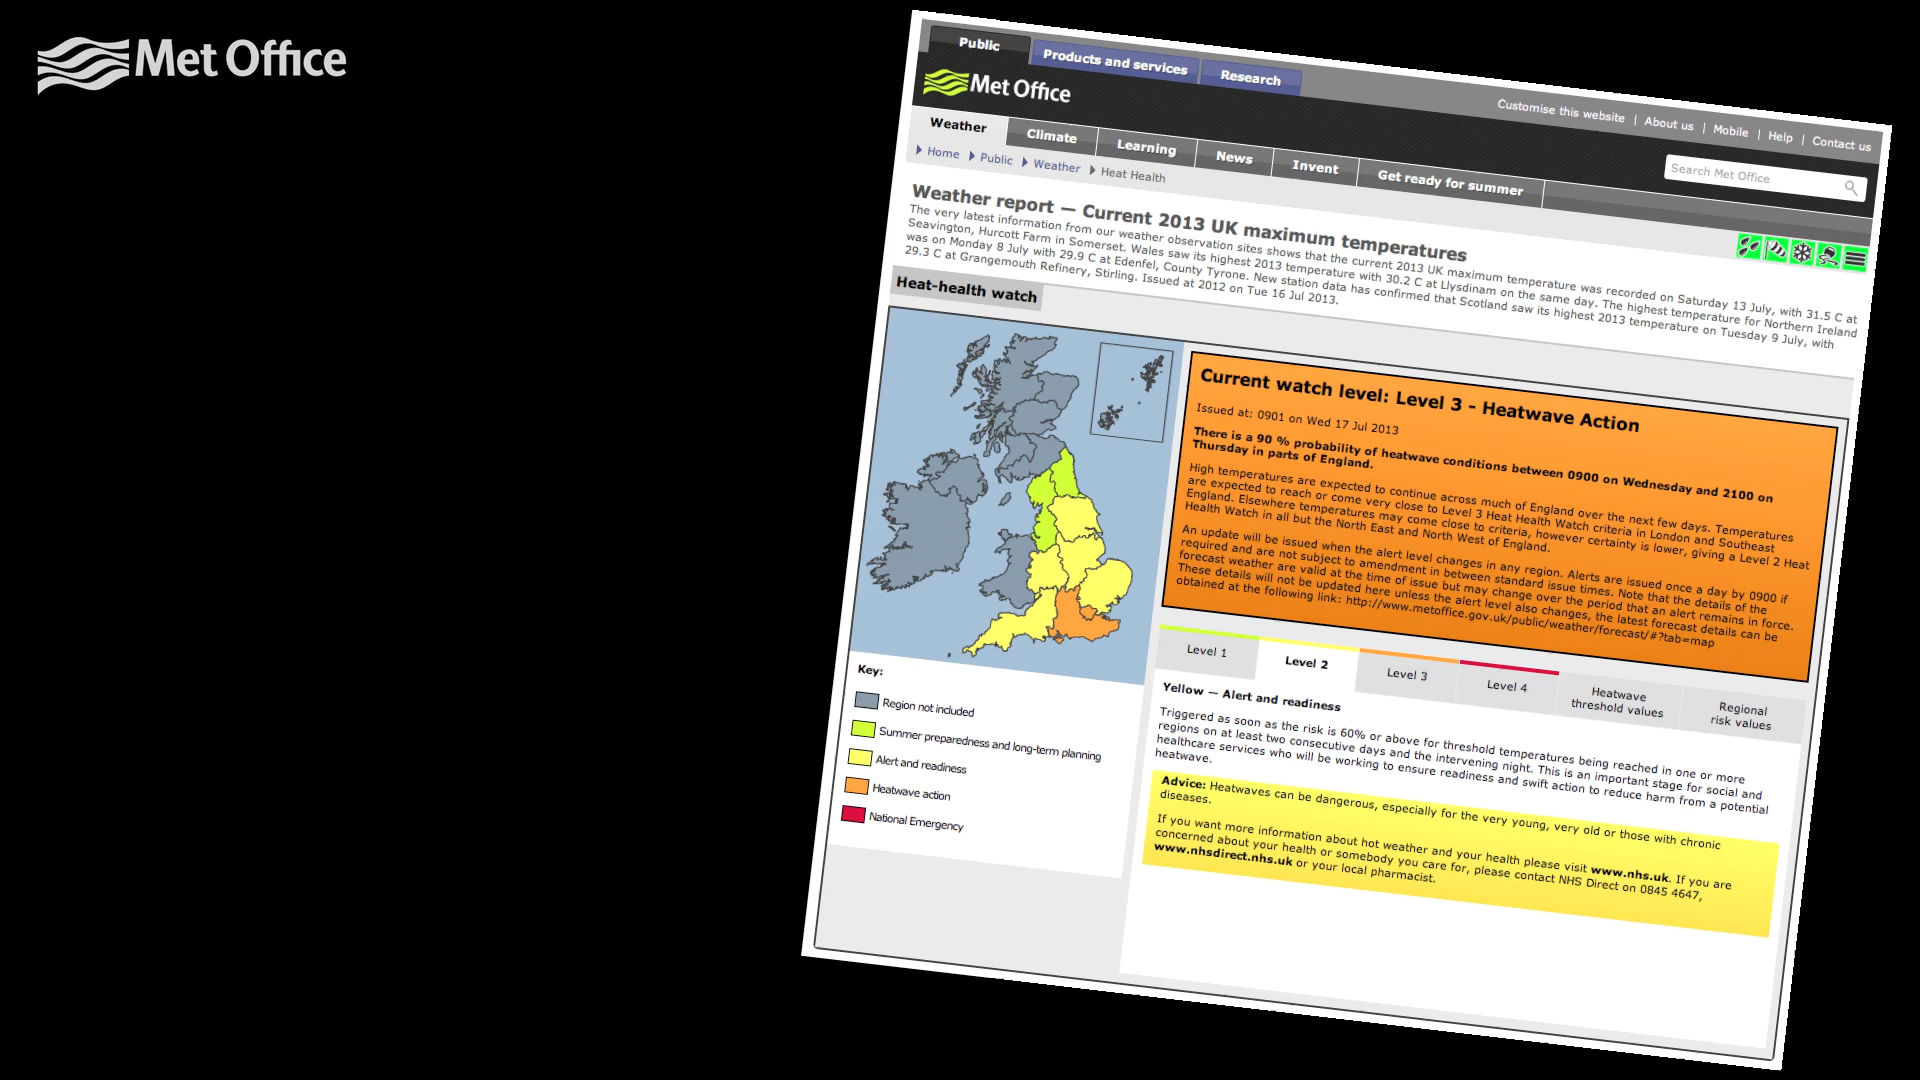 Met Office
Public
Products and services
Research
Met Office
Customise this website | About us | Mobile | Help | Contact us
Search Met Office
Weather
Climate
Learning
News
Invent
Get ready for summer
Home
Public
Weather
Heat Health
Weather report — Current 2013 UK maximum temperatures
The very latest information from our weather observation sites shows that the current 2013 UK maximum temperature was recorded on Saturday 13 July, with 31.5 C at
Seavington, Hurcott Farm in Somerset. Wales saw its highest 2013 temperature with 30.2 C at Llysdinam on the same day. The highest temperature for Northern Ireland
was on Monday 8 July with 29.9 C at Edenfel, County Tyrone. New station data has confirmed that Scotland saw its highest 2013 temperature on Tuesday 9 July, with
29.3 C at Grangemouth Refinery, Stirling. Issued at 2012 on Tue 16 Jul 2013.
Heat-health watch
Current watch level: Level 3 - Heatwave Action
Issued at: 0901 on Wed 17 Jul 2013
There is a 90 % probability of heatwave conditions between 0900 on Wednesday and 2100 on
Thursday in parts of England.
High temperatures are expected to continue across much of England over the next few days. Temperatures
are expected to reach or come very close to Level 3 Heat Health Watch criteria in London and Southeast
England. Elsewhere temperatures may come close to criteria, however certainty is lower, giving a Level 2 Heat
Health Watch in all but the North East and North West of England.
An update will be issued when the alert level changes in any region. Alerts are issued once a day by 0900 if
required and are not subject to amendment in between standard issue times. Note that the details of the
forecast weather are valid at the time of issue but may change over the period that an alert remains in force.
These details will not be updated here unless the alert level also changes, the latest forecast details can be
obtained at the following link: http://www.metoffice.gov.uk/public/weather/forecast/#?tab=map
Key:
Region not included
Summer preparedness and long-term planning
Alert and readiness
Heatwave action
National Emergency
Level 1
Level 2
Level 3
Level 4
Heatwave
threshold values
Regional
risk values
Yellow — Alert and readiness
Triggered as soon as the risk is 60% or above for threshold temperatures being reached in one or more
regions on at least two consecutive days and the intervening night. This is an important stage for social and
healthcare services who will be working to ensure readiness and swift action to reduce harm from a potential
heatwave.
Advice: Heatwaves can be dangerous, especially for the very young, very old or those with chronic
diseases.
If you want more information about hot weather and your health please visit www.nhs.uk. If you are
concerned about your health or somebody you care for, please contact NHS Direct on 0845 4647,
www.nhsdirect.nhs.uk or your local pharmacist.